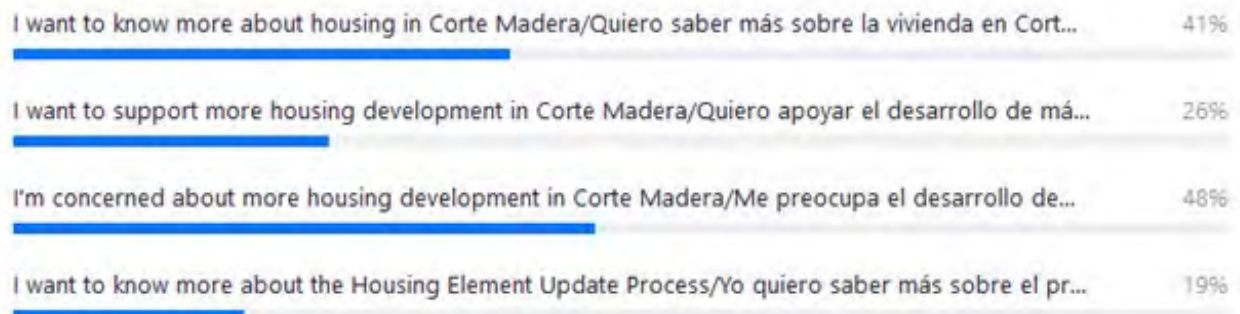 I want to know more about housing in Corte Madera/Quiero saber más sobre la vivienda en Cort... 41%
I want to support more housing development in Corte Madera/Quiero apoyar el desarrollo de má... 26%
I'm concerned about more housing development in Corte Madera/Me preocupa el desarrollo de... 48%
I want to know more about the Housing Element Update Process/Yo quiero saber más sobre el pr... 19%